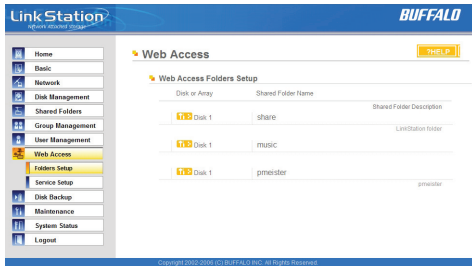 LinkStation
Network Attached Storage
BUFFALO
Home
Basic
Network
Disk Management
Shared Folders
Group Management
User Management
Web Access
Folders Setup
Service Setup
Disk Backup
Maintenance
System Status
Logout
Web Access
?HELP
Web Access Folders Setup
Disk or Array Shared Folder Name
Shared Folder Description
Disk 1 share
LinkStation folder
Disk 1 music
Disk 1 pmeister
pmeister
Copyright 2002-2006 (C) BUFFALO INC. All Rights Reserved.